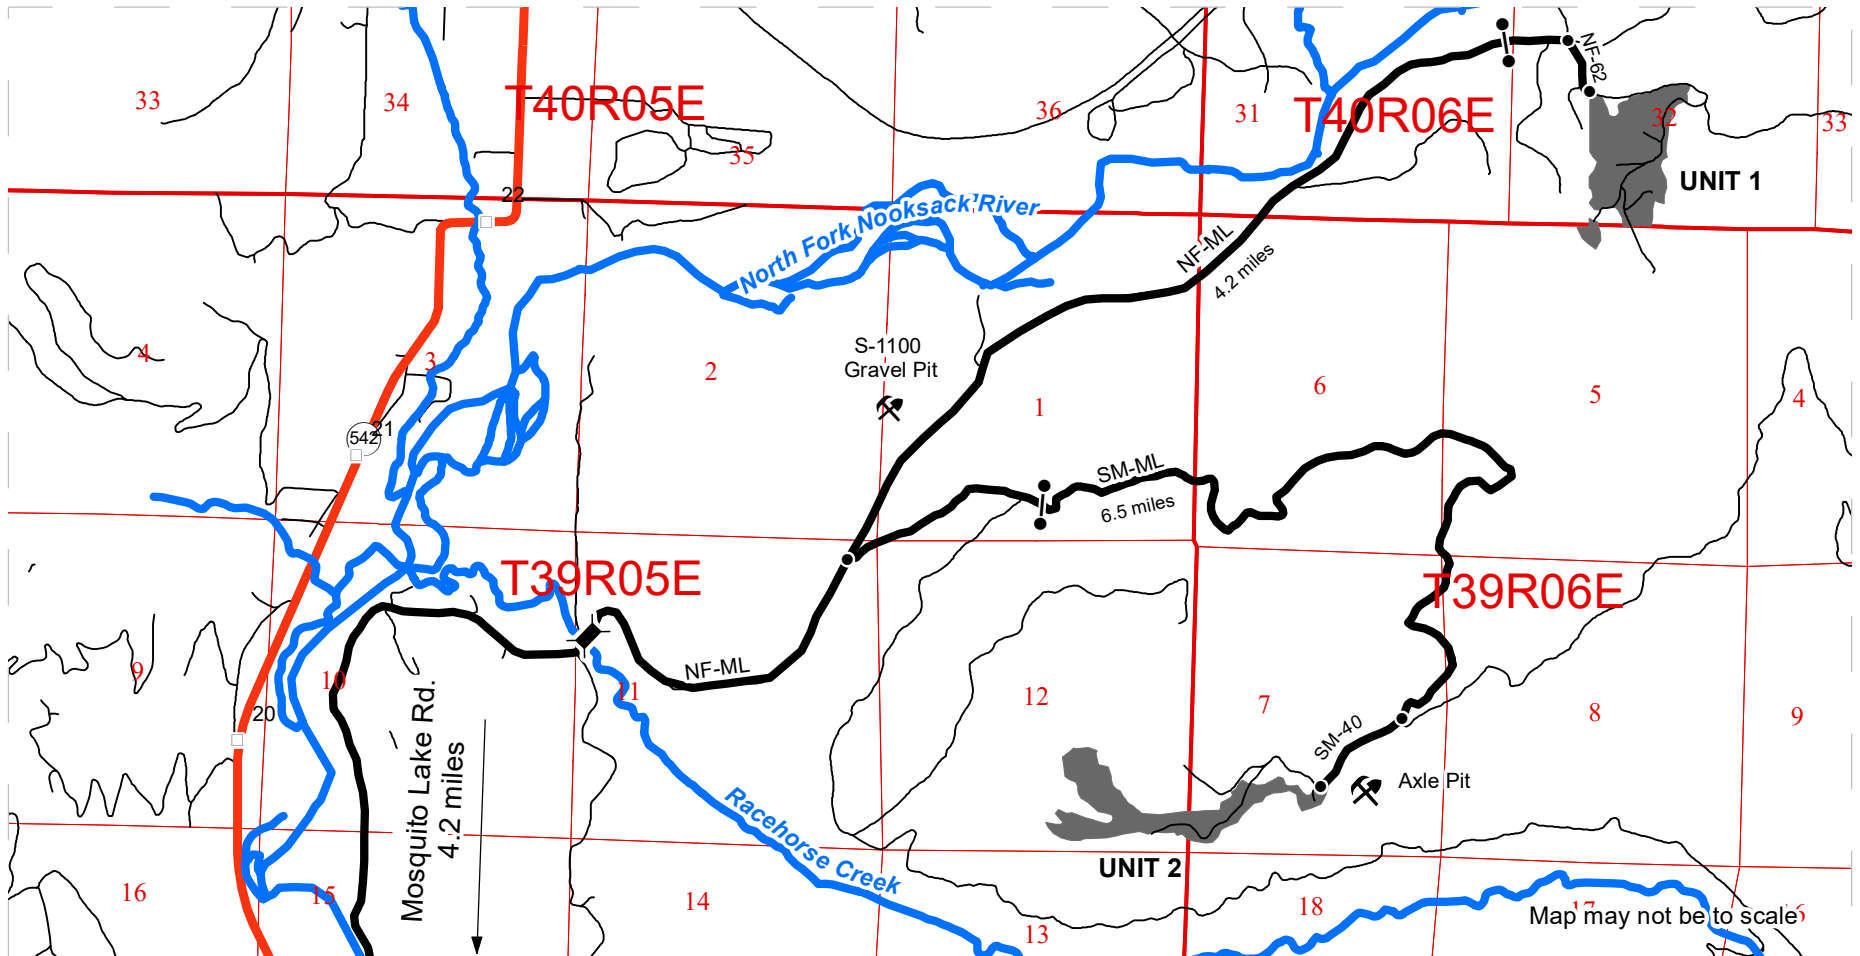 33
34
T40R05E
35
36
31
T40R06E
NF-62
32
33
UNIT 1
22
North Fork Nooksack River
NF-ML
4.2 miles
4
3
2
S-1100
Gravel Pit
1
6
5
4
542
21
SM-ML
6.5 miles
T39R05E
T39R06E
9
10
NF-ML
11
12
7
8
9
20
Mosquito Lake Rd.
4.2 miles
SM-40
Axle Pit
Racehorse Creek
UNIT 2
16
15
14
13
18
17
16
Map may not be to scale